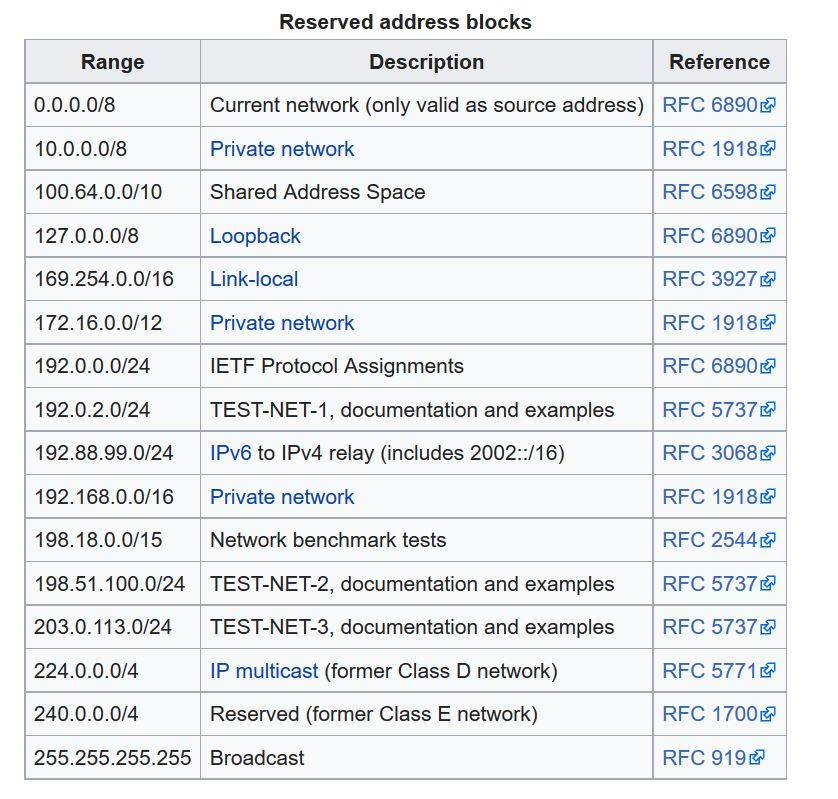 Reserved address blocks
Range Description Reference
0.0.0.0/8 Current network (only valid as source address) RFC 6890
10.0.0.0/8 Private network RFC 1918
100.64.0.0/10 Shared Address Space RFC 6598
127.0.0.0/8 Loopback RFC 6890
169.254.0.0/16 Link-local RFC 3927
172.16.0.0/12 Private network RFC 1918
192.0.0.0/24 IETF Protocol Assignments RFC 6890
192.0.2.0/24 TEST-NET-1, documentation and examples RFC 5737
192.88.99.0/24 IPv6 to IPv4 relay (includes 2002::/16) RFC 3068
192.168.0.0/16 Private network RFC 1918
198.18.0.0/15 Network benchmark tests RFC 2544
198.51.100.0/24 TEST-NET-2, documentation and examples RFC 5737
203.0.113.0/24 TEST-NET-3, documentation and examples RFC 5737
224.0.0.0/4 IP multicast (former Class D network) RFC 5771
240.0.0.0/4 Reserved (former Class E network) RFC 1700
255.255.255.255 Broadcast RFC 919